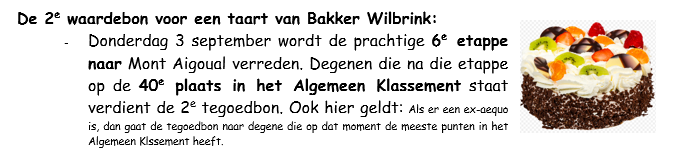 De 2e waardebon voor een taart van Bakker Wilbrink:
- Donderdag 3 september wordt de prachtige 6e etappe
naar Mont Aigoual verreden. Degenen die na die etappe
op de 40e plaats in het Algemeen Klassement staat
verdient de 2e tegoedbon. Ook hier geldt: Als er een ex-aequo
is, dan gaat de tegoedbon naar degene die op dat moment de meeste punten in het
Algemeen Klssement heeft.